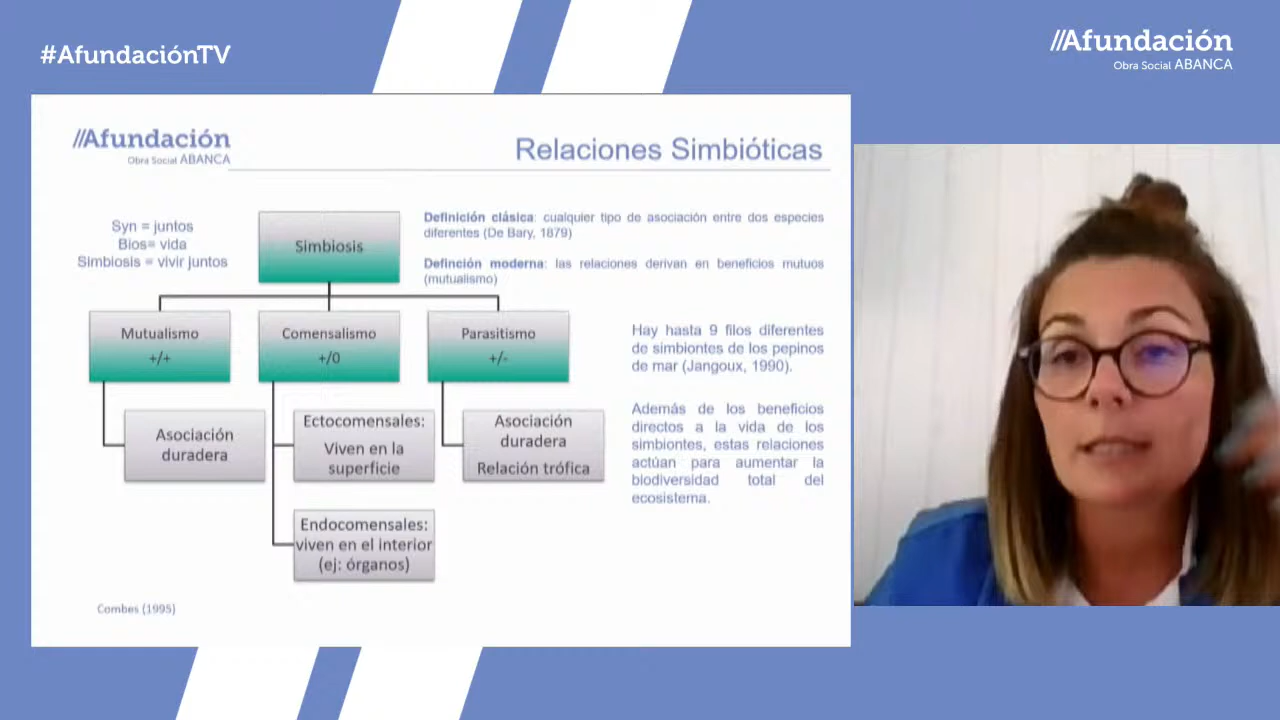 #AfundaciónTV
//Afundación
Obra Social ABANCA
//Afundación
Obra Social ABANCA
Relaciones Simbióticas
Syn = juntos
Bios= vida
Simbiosis = vivir juntos
Simbiosis
Definición clásica: cualquier tipo de asociación entre dos especies
diferentes (De Bary, 1879)
Definción moderna: las relaciones derivan en beneficios mutuos
(mutualismo)
Mutualismo
+/+
Comensalismo
+/0
Parasitismo
+/-
Asociación
duradera
Ectocomensales:
Viven en la
superficie
Asociación
duradera
Relación trófica
Endocomensales:
viven en el interior
(ej: órganos)
Hay hasta 9 filos diferentes
de simbiontes de los pepinos
de mar (Jangoux, 1990).
Además de los beneficios
directos a la vida de los
simbiontes, estas relaciones
actúan para aumentar la
biodiversidad total del
ecosistema.
Combes (1995)